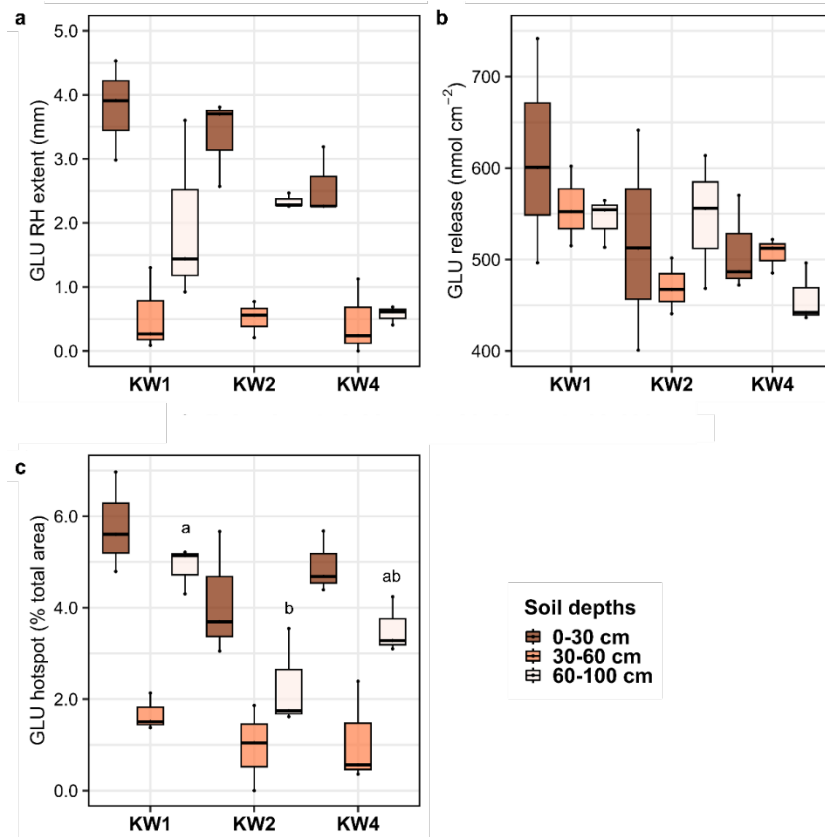 a
5.0
4.0
3.0
2.0
1.0
0.0
GLU RH extent (mm)
KW1 KW2 KW4
b
700
600
500
400
GLU release (nmol cm⁻²)
KW1 KW2 KW4
c
6.0
4.0
2.0
0.0
GLU hotspot (% total area)
a
b
ab
KW1 KW2 KW4
Soil depths
0-30 cm
30-60 cm
60-100 cm